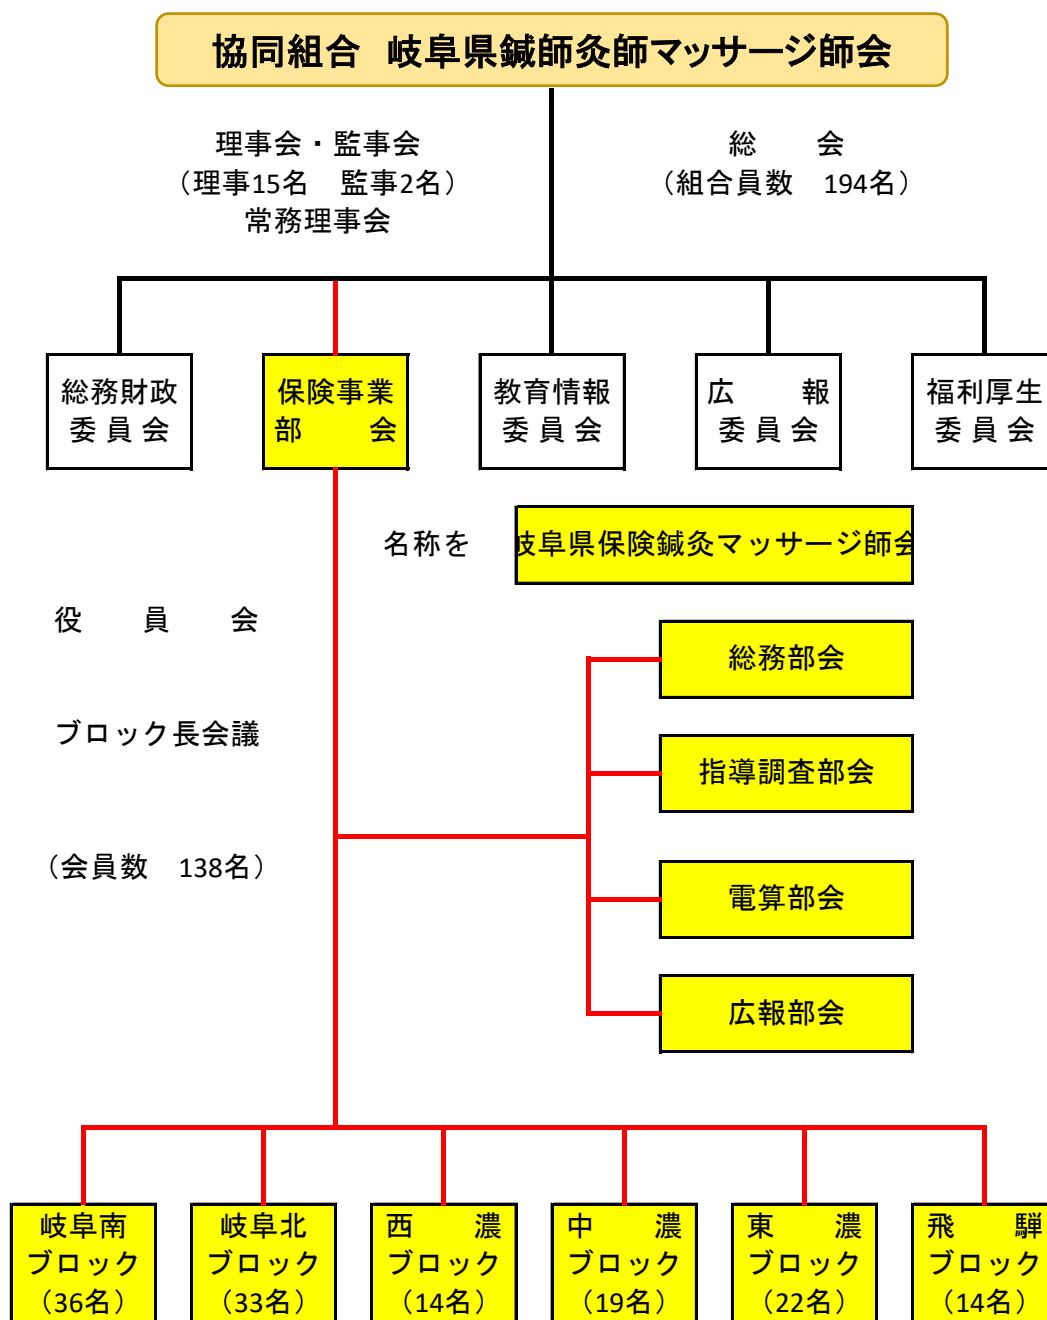 協同組合　岐阜県鍼師灸師マッサージ師会
理事会・監事会
（理事15名　監事2名）
常務理事会
総　　会
（組合員数　194名）
総務財政
委 員 会
保険事業
部　　会
教育情報
委 員 会
広　　報
委 員 会
福利厚生
委 員 会
名称を
岐阜県保険鍼灸マッサージ師会
役　　員　　会
ブロック長会議
（会員数　138名）
総務部会
指導調査部会
電算部会
広報部会
岐阜南
ブロック
（36名）
岐阜北
ブロック
（33名）
西　　濃
ブロック
（14名）
中　　濃
ブロック
（19名）
東　　濃
ブロック
（22名）
飛　　騨
ブロック
（14名）